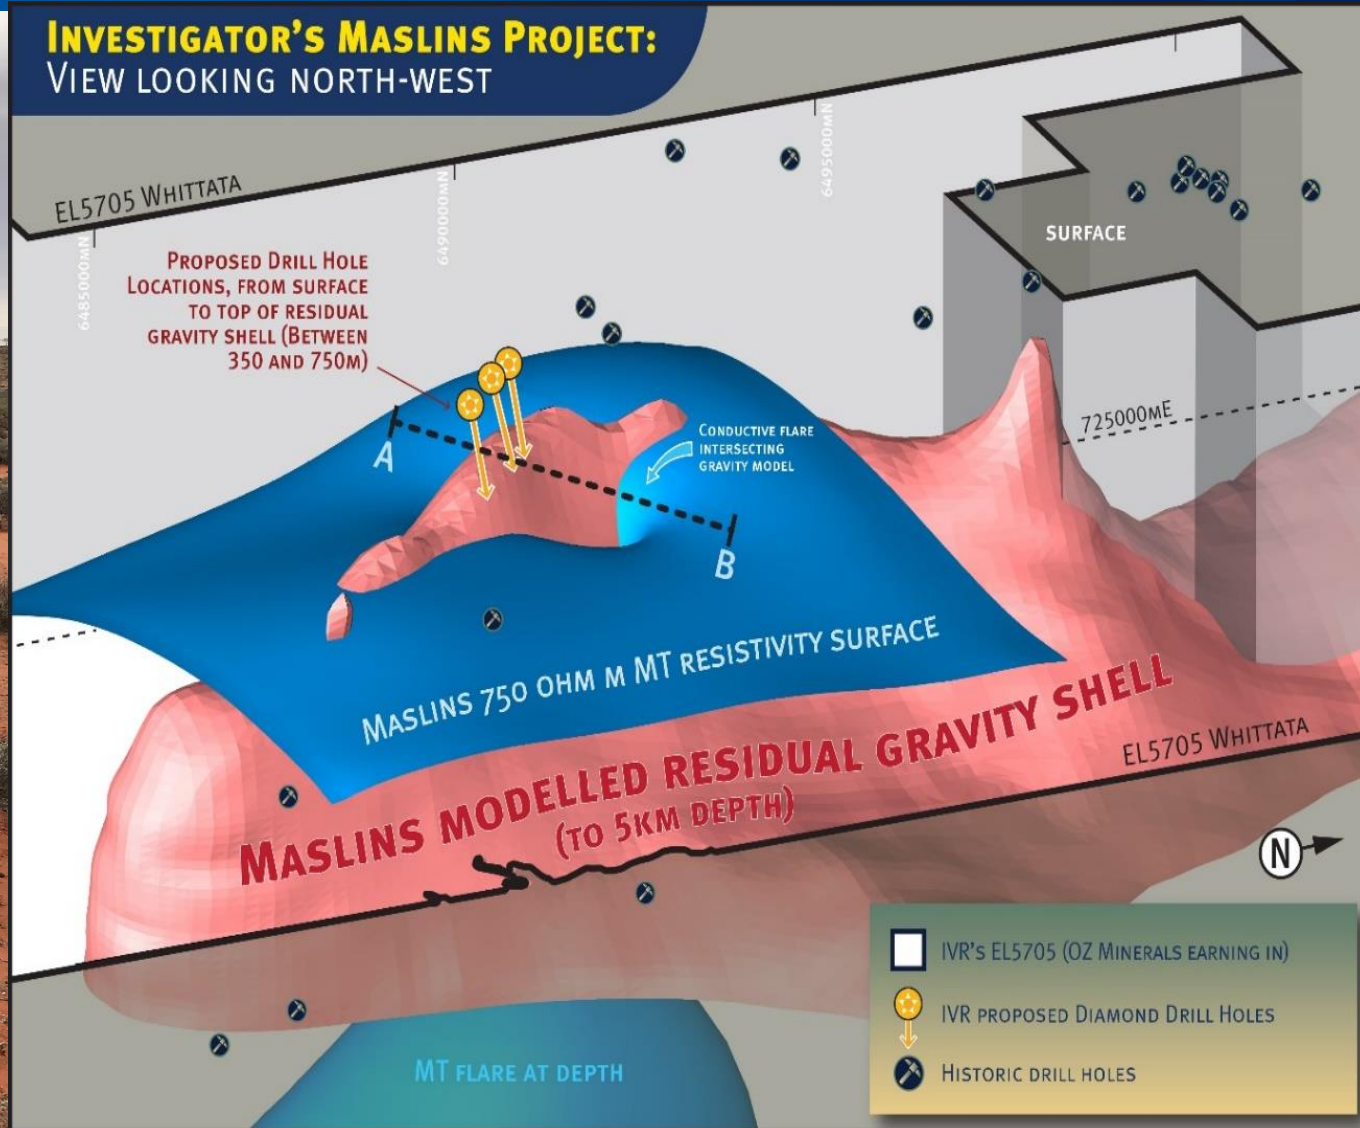 INVESTIGATOR'S MASLINS PROJECT:
VIEW LOOKING NORTH-WEST
EL5705 WHITTATA
6485000MN
6490000MN
6495000MN
SURFACE
PROPOSED DRILL HOLE
LOCATIONS, FROM SURFACE
TO TOP OF RESIDUAL
GRAVITY SHELL (BETWEEN
350 AND 750M)
725000ME
A
CONDUCTIVE FLARE
INTERSECTING
GRAVITY MODEL
B
MASLINS 750 OHM M MT RESISTIVITY SURFACE
MASLINS MODELLED RESIDUAL GRAVITY SHELL
(TO 5KM DEPTH)
EL5705 WHITTATA
N
IVR'S EL5705 (OZ MINERALS EARNING IN)
IVR PROPOSED DIAMOND DRILL HOLES
HISTORIC DRILL HOLES
MT FLARE AT DEPTH